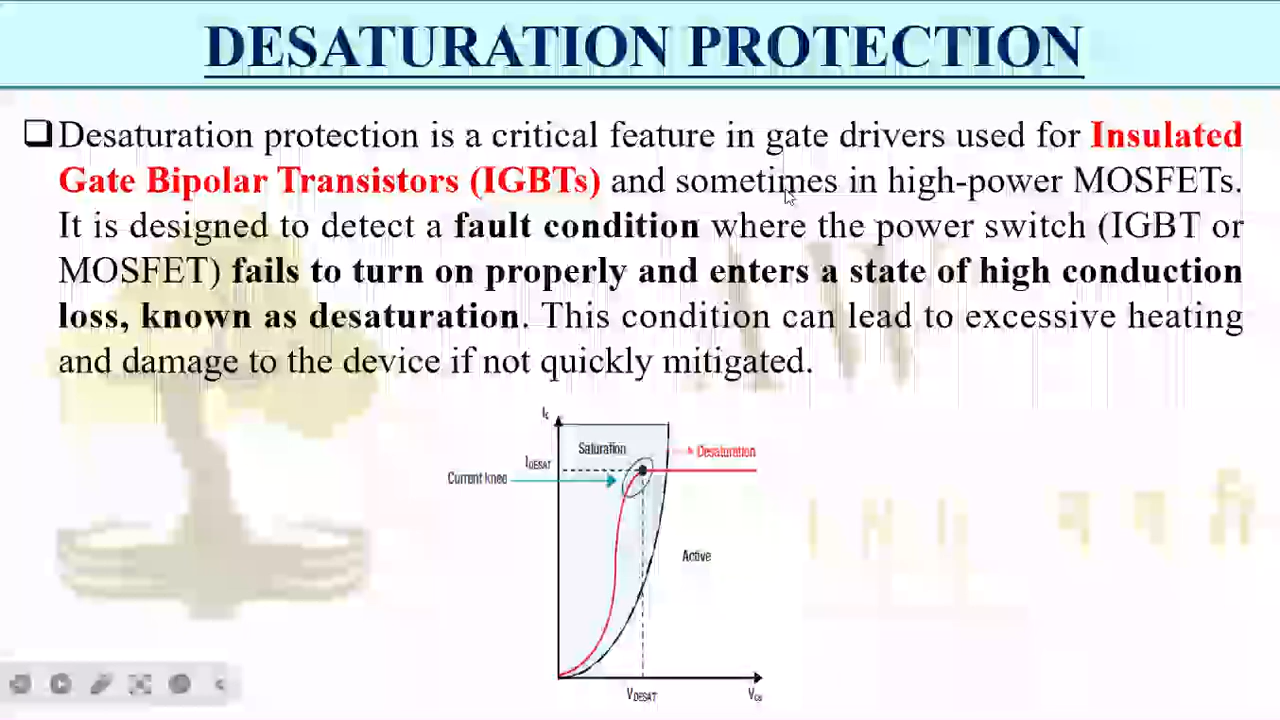 DESATURATION PROTECTION
❑Desaturation protection is a critical feature in gate drivers used for Insulated
Gate Bipolar Transistors (IGBTs) and sometimes in high-power MOSFETs.
It is designed to detect a fault condition where the power switch (IGBT or
MOSFET) fails to turn on properly and enters a state of high conduction
loss, known as desaturation. This condition can lead to excessive heating
and damage to the device if not quickly mitigated.
Saturation
Desaturation
IDESAT
Current knee
Active
VDESAT